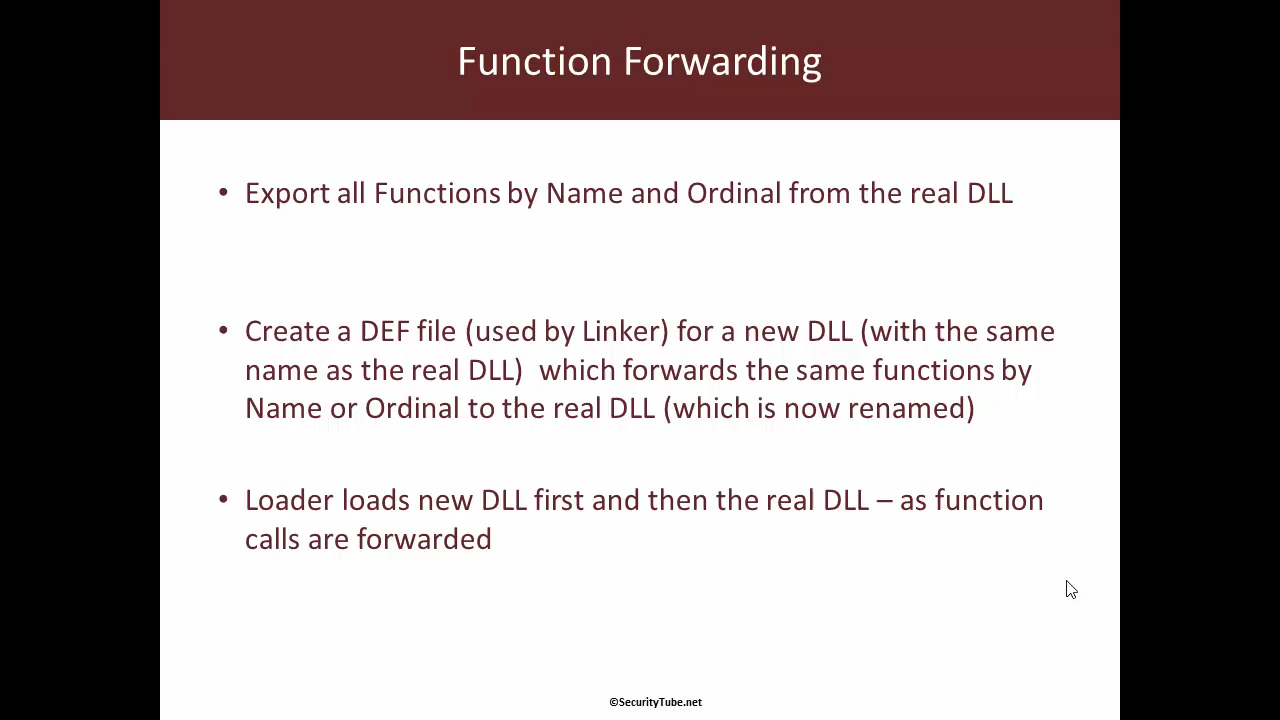 Function Forwarding
• Export all Functions by Name and Ordinal from the real DLL
• Create a DEF file (used by Linker) for a new DLL (with the same
name as the real DLL)  which forwards the same functions by
Name or Ordinal to the real DLL (which is now renamed)
• Loader loads new DLL first and then the real DLL – as function
calls are forwarded
©SecurityTube.net